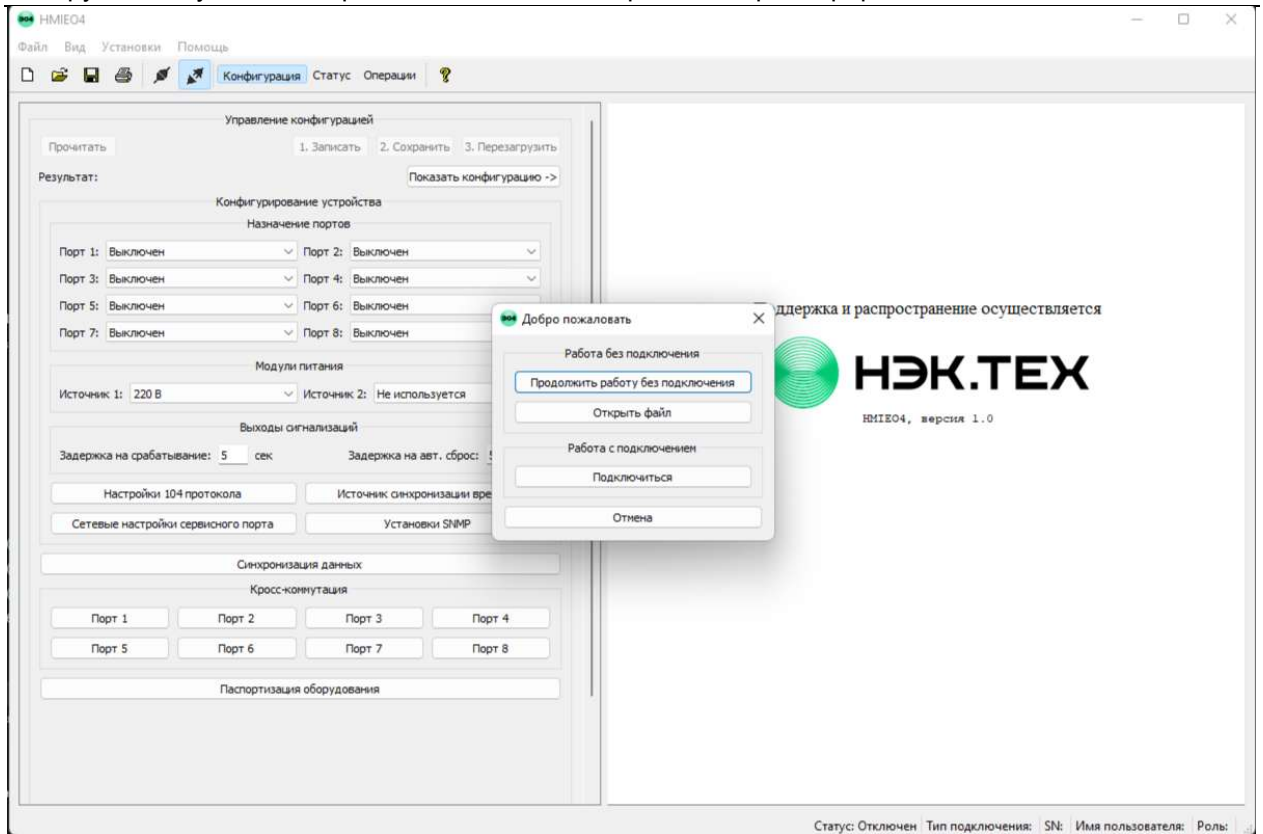 HMIEO4
Файл Вид Установки Помощь
Конфигурация Статус Операции
Управление конфигурацией
Прочитать 1. Записать 2. Сохранить 3. Перезагрузить
Результат: Показать конфигурацию ->
Конфигурирование устройства
Назначение портов
Порт 1: Выключен Порт 2: Выключен
Порт 3: Выключен Порт 4: Выключен
Порт 5: Выключен Порт 6: Выключен
Порт 7: Выключен Порт 8: Выключен
Модули питания
Источник 1: 220 В Источник 2: Не используется
Выходы сигнализаций
Задержка на срабатывание: 5 сек Задержка на авт. сброс:
Настройки 104 протокола Источник синхронизации
Сетевые настройки сервисного порта Установки SNMP
Синхронизация данных
Кросс-коммутация
Порт 1 Порт 2 Порт 3 Порт 4
Порт 5 Порт 6 Порт 7 Порт 8
Паспортизация оборудования
Добро пожаловать
Работа без подключения
Продолжить работу без подключения
Открыть файл
Работа с подключением
Подключиться
Отмена
и распространение осуществляется
НЭК.ТЕХ
HMIEO4, версия 1.0
Статус: Отключен Тип подключения: SN: Имя пользователя: Роль: